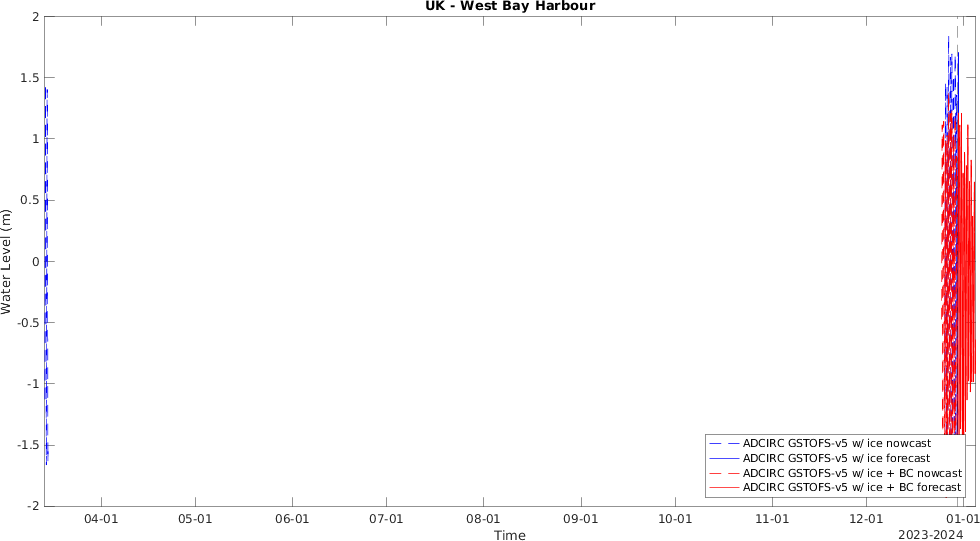 UK - West Bay Harbour
2
1.5
1
0.5
0
-0.5
-1
-1.5
-2
Water Level (m)
ADCIRC GSTOFS-v5 w/ ice nowcast
ADCIRC GSTOFS-v5 w/ ice forecast
ADCIRC GSTOFS-v5 w/ ice + BC nowcast
ADCIRC GSTOFS-v5 w/ ice + BC forecast
04-01 05-01 06-01 07-01 08-01 09-01 10-01 11-01 12-01 01-01
Time
2023-2024